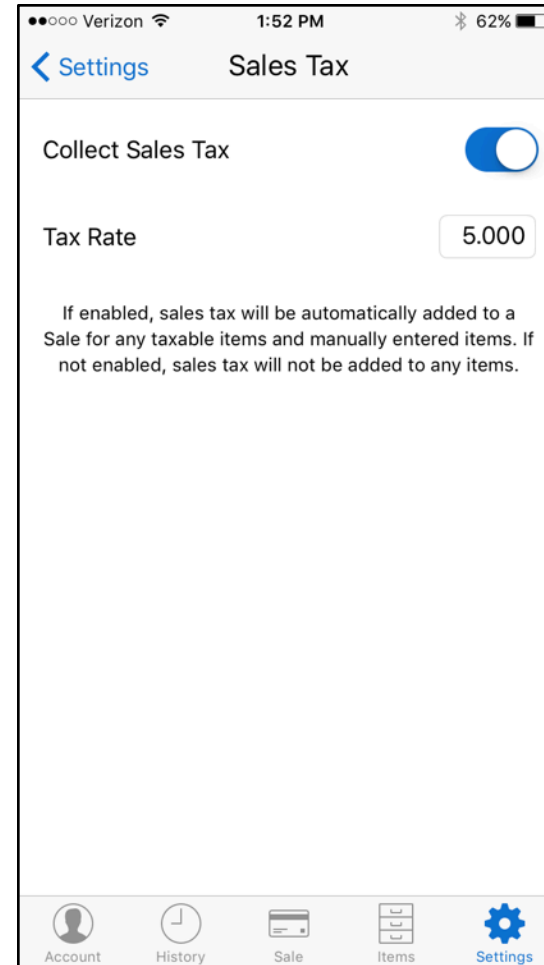 Verizon 1:52 PM 62%
Settings Sales Tax
Collect Sales Tax
Tax Rate 5.000
If enabled, sales tax will be automatically added to a
Sale for any taxable items and manually entered items. If
not enabled, sales tax will not be added to any items.
Account History Sale Items Settings